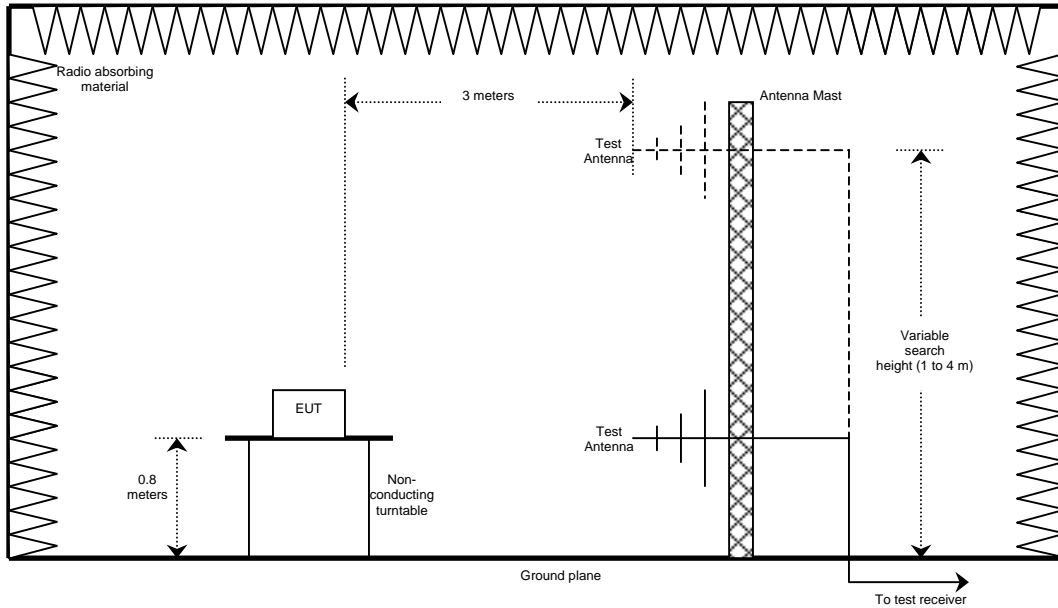 Radio absorbing
material
3 meters
Antenna Mast
Test
Antenna
Variable
search
height (1 to 4 m)
EUT
Test
Antenna
0.8
meters
Non-
conducting
turntable
Ground plane
To test receiver